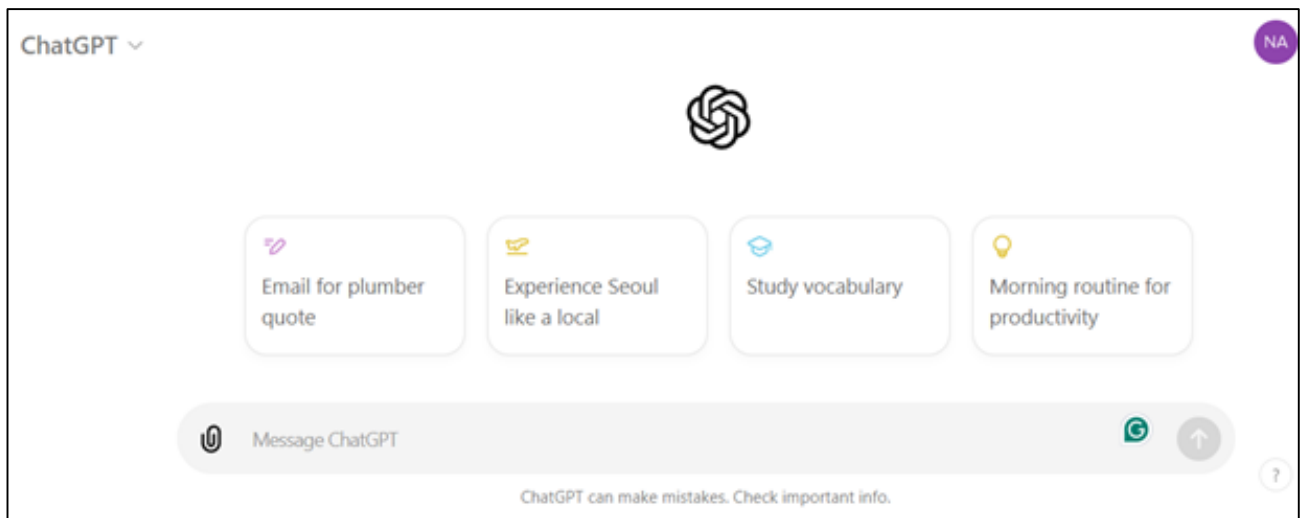 ChatGPT
NA
Email for plumber
quote
Experience Seoul
like a local
Study vocabulary
Morning routine for
productivity
Message ChatGPT
G
?
ChatGPT can make mistakes. Check important info.